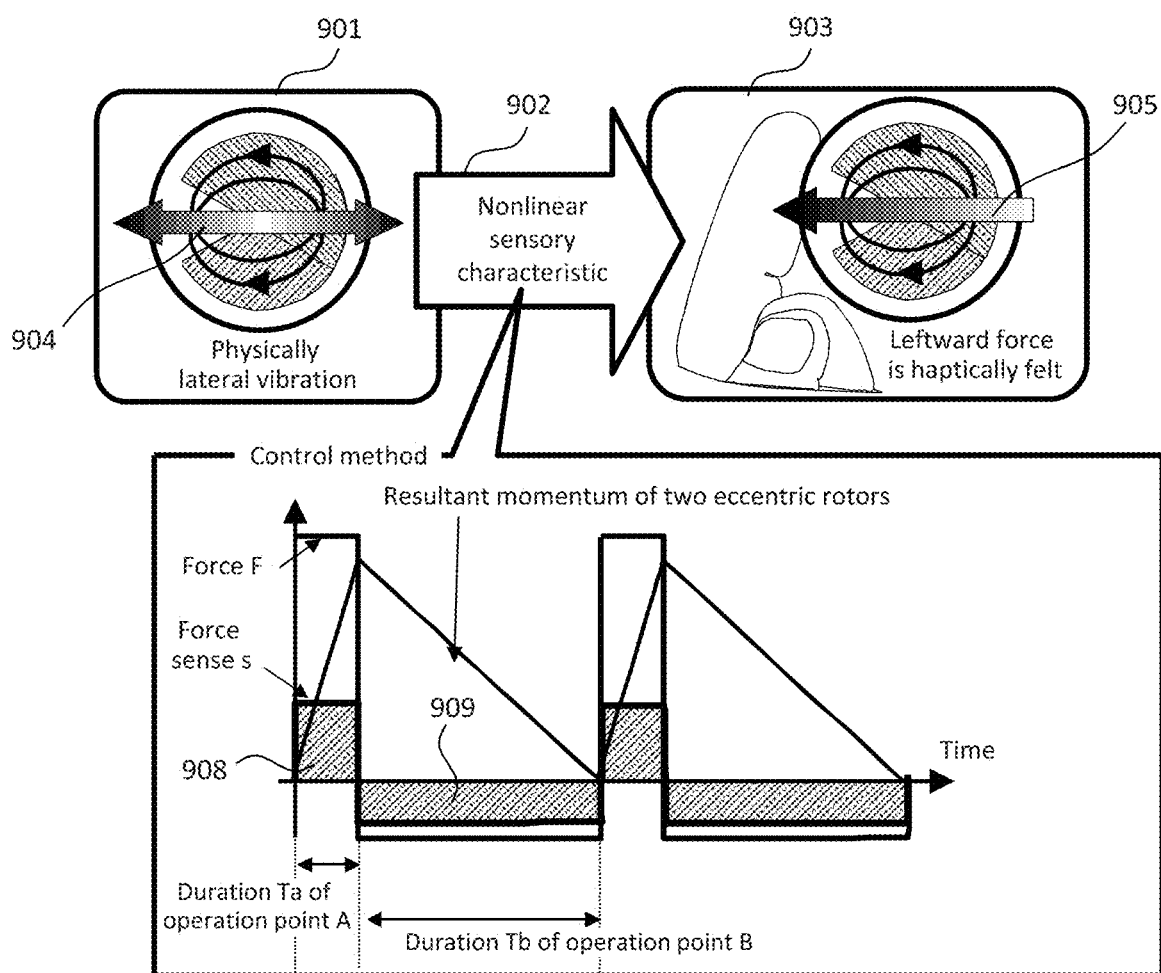 901
902
903
905
904
Nonlinear
sensory
characteristic
Physically
lateral vibration
Leftward force
is haptically felt
Control method
Resultant momentum of two eccentric rotors
Force F
Force
sense s
909
908
Time
Duration Ta of
operation point A
Duration Tb of operation point B